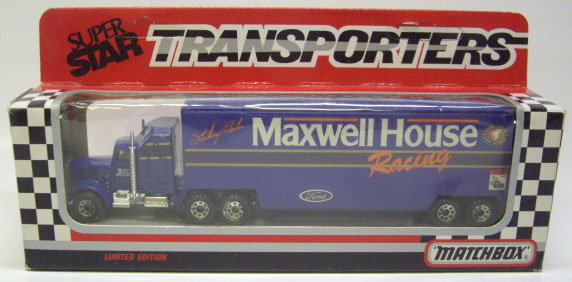 SUPER
STAR
TRANSPORTERS
Maxwell House
Racing
Ford
LIMITED EDITION
MATCHBOX